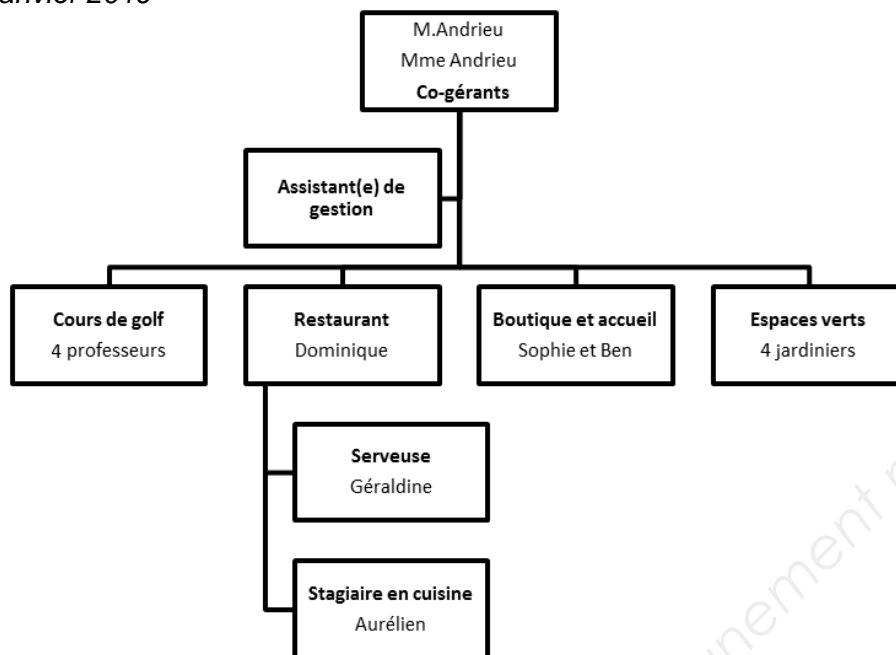 M.Andrieu
Mme Andrieu
Co-gérants
Assistant(e) de
gestion
Cours de golf
4 professeurs
Restaurant
Dominique
Boutique et accueil
Sophie et Ben
Espaces verts
4 jardiniers
Serveuse
Géraldine
Stagiaire en cuisine
Aurélien